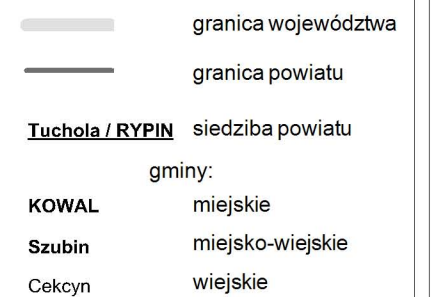 granica województwa
granica powiatu
Tuchola / RYPIN siedziba powiatu
gminy:
KOWAL miejskie
Szubin miejsko-wiejskie
Cekcyn wiejskie